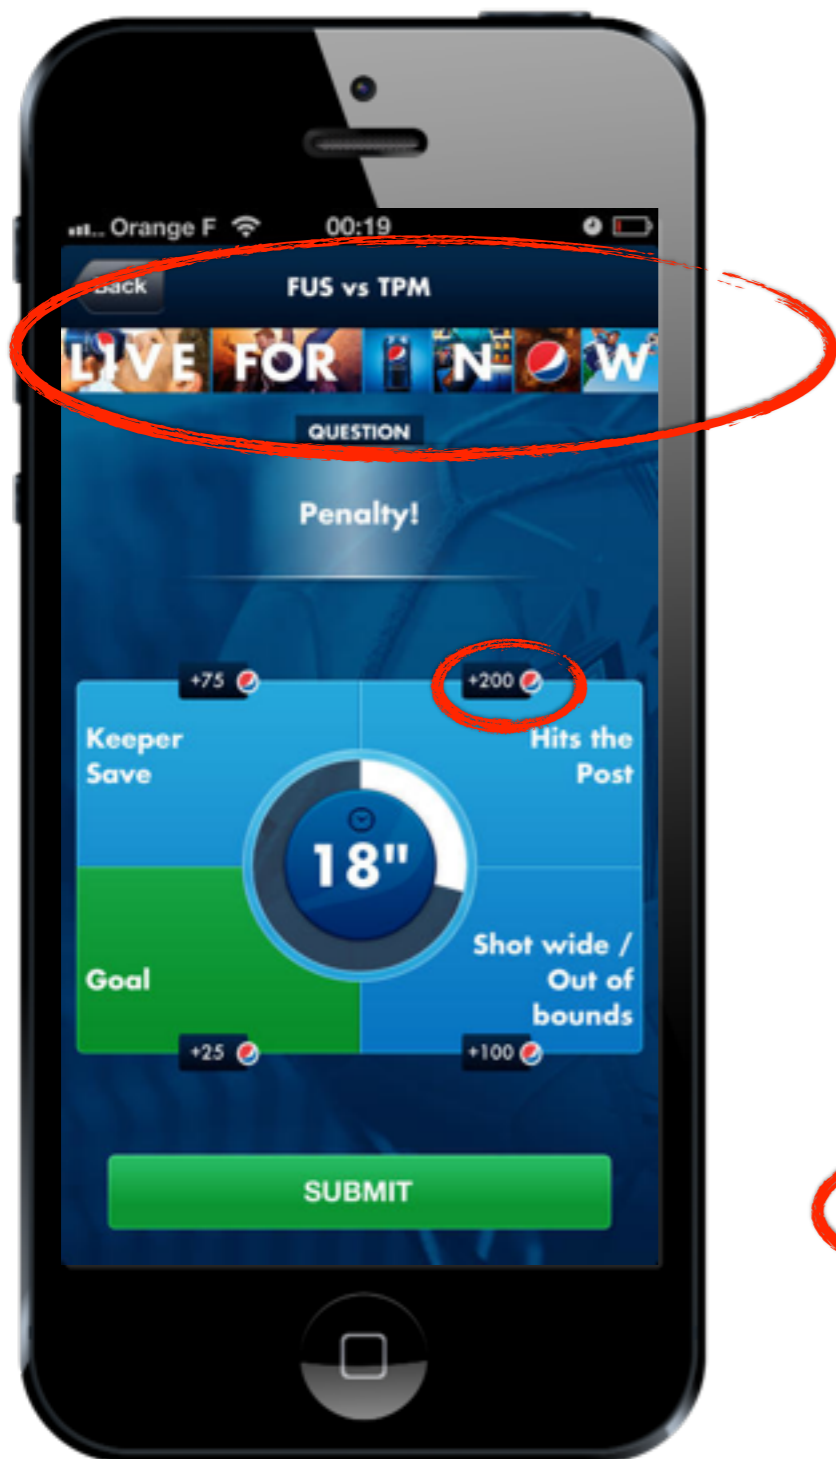 Orange F 00:19
Back FUS vs TPM
LIVE FOR NOW
QUESTION
Penalty!
+75 +200
Keeper
Save
Hits the
Post
18"
Goal
Shot wide /
Out of
bounds
+25 +100
SUBMIT